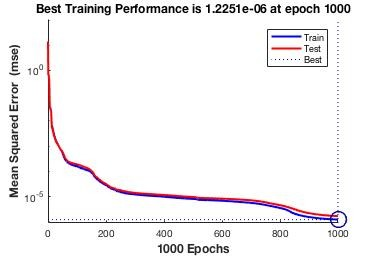 Best Training Performance is 1.2251e-06 at epoch 1000
Train
Test
Best
Mean Squared Error (mse)
10^0
10^-5
0
200
400
600
800
1000
1000 Epochs